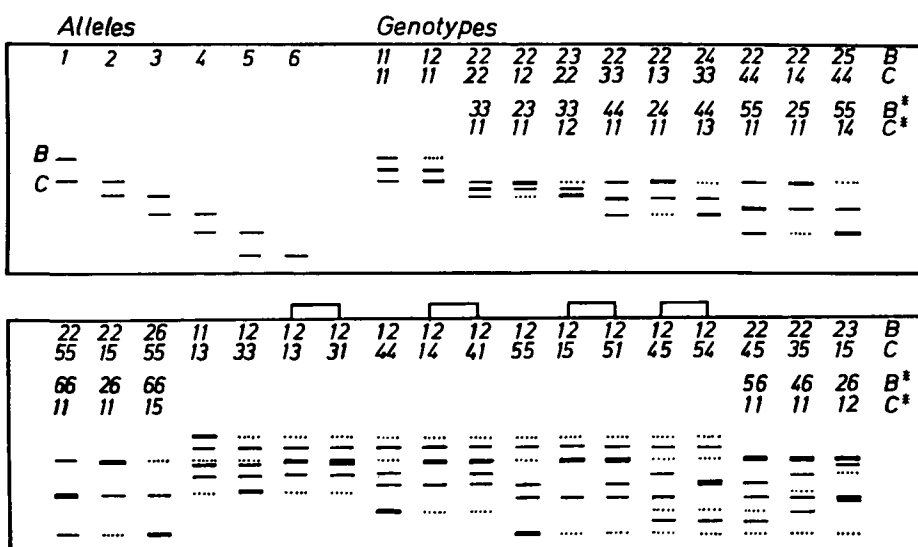 Alleles Genotypes
1 2 3 4 5 6 11 12 22 22 23 22 22 24 22 22 25 B
11 11 22 12 22 33 13 33 44 14 44 C
33 23 33 44 24 44 55 25 55 B*
11 11 12 11 11 13 11 11 14 C*
B
C
22 22 26 11 12 12 12 12 12 12 12 12 12 12 12 22 22 23 B
55 15 55 13 33 13 31 44 14 41 55 15 51 45 54 45 35 15 C
66 26 66 56 46 26 B*
11 11 15 11 11 12 C*